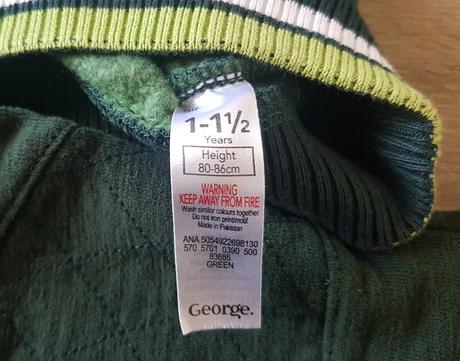 1-1½
Years
Height
80-86cm
WARNING
KEEP AWAY FROM FIRE
Wash similar colours together
Do not iron print/motif
Made in Pakistan
ANA 5054922698130
570 5701 0390 500
83685
GREEN
George.